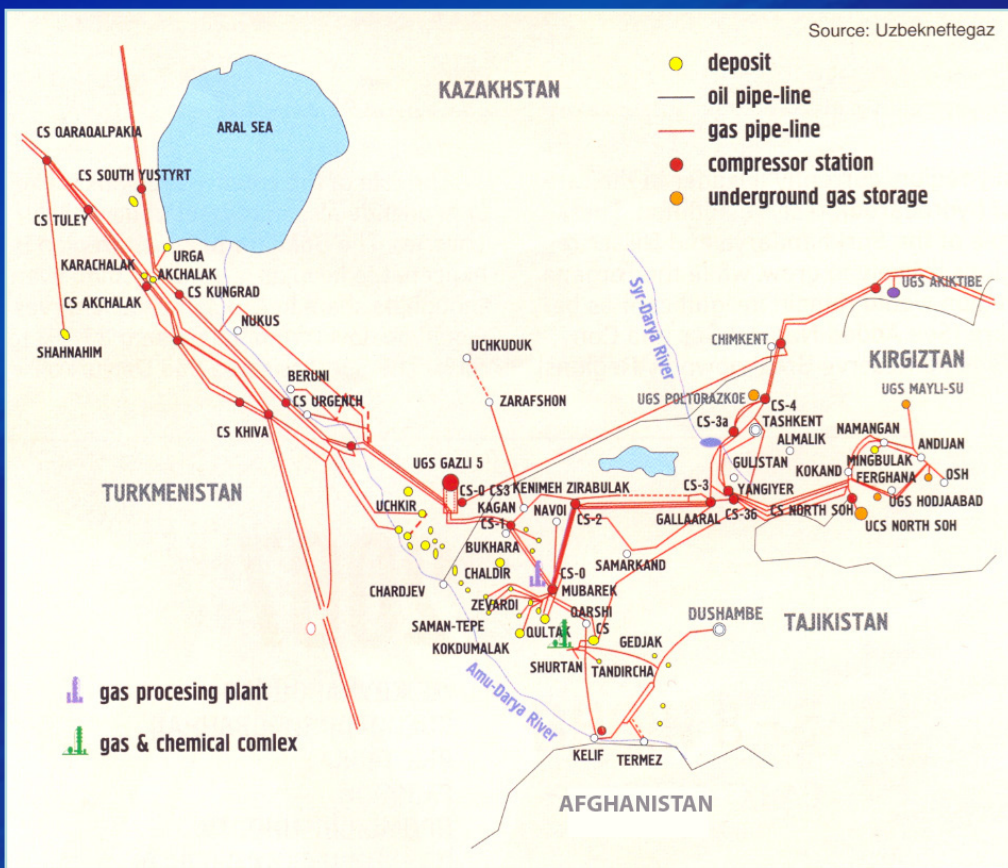 Source: Uzbekneftegaz
deposit
oil pipe-line
gas pipe-line
compressor station
underground gas storage
KAZAKHSTAN
ARAL SEA
CS QARAQALPAKIA
CS SOUTH YUSTYRT
CS TULEY
URGA
KARACHALAK
AKCHALAK
CS AKCHALAK
CS KUNGRAD
NUKUS
SHAHNAHIM
BERUNI
CS URGENCH
CS KHIVA
UCHKUDUK
ZARAFSHON
Syr-Darya River
UGS AKIKTIBE
CHIMKENT
KIRGIZTAN
UGS POLTORAZKOE
UGS MAYLI-SU
CS-4
CS-3a
TASHKENT
ALMALIK
NAMANGAN
ANDIJAN
MINGBULAK
KOKAND
FERGHANA
OSH
UGS HODJAABAD
GULISTAN
YANGIYER
CS-3
CS-36
CS NORTH SOH
UCS NORTH SOH
TURKMENISTAN
UGS GAZLI 5
CS-0 CS3
KENIMEH ZIRABULAK
KAGAN
NAVOI
CS-1
CS-2
GALLAARAL
UCHKIR
BUKHARA
SAMARKAND
CHARDJEV
CHALDIR
CS-0
MUBAREK
ZEVARDI
QARSHI
SAMAN-TEPE
QULTAK
CS
KOKDUMALAK
GEDJAK
SHURTAN
TANDIRCHA
DUSHAMBE
TAJIKISTAN
Amu-Darya River
KELIF
TERMEZ
AFGHANISTAN
gas procesing plant
gas & chemical comlex